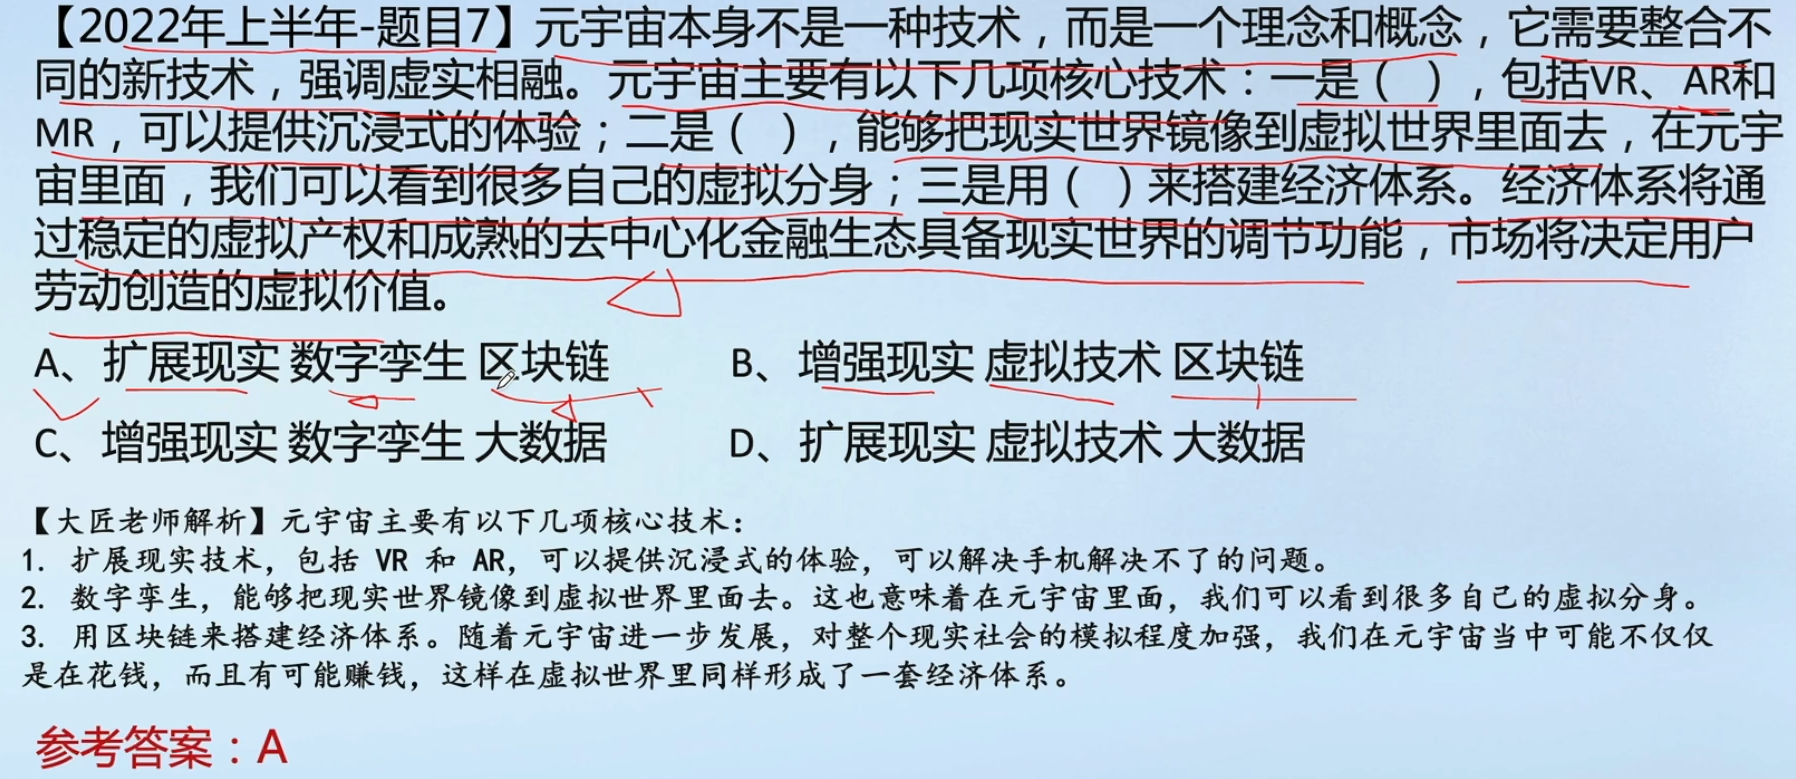 【2022年上半年-题目7】元宇宙本身不是一种技术，而是一个理念和概念，它需要整合不
同的新技术，强调虚实相融。元宇宙主要有以下几项核心技术：一是（ ），包括VR、AR和
MR，可以提供沉浸式的体验；二是（ ），能够把现实世界镜像到虚拟世界里面去，在元宇
宙里面，我们可以看到很多自己的虚拟分身；三是用（ ）来搭建经济体系。经济体系将通
过稳定的虚拟产权和成熟的去中心化金融生态具备现实世界的调节功能，市场将决定用户
劳动创造的虚拟价值。
A、扩展现实 数字孪生 区块链 B、增强现实 虚拟技术 区块链
C、增强现实 数字孪生 大数据 D、扩展现实 虚拟技术 大数据
【大匠老师解析】元宇宙主要有以下几项核心技术：
1. 扩展现实技术，包括 VR 和 AR，可以提供沉浸式的体验，可以解决手机解决不了的问题。
2. 数字孪生，能够把现实世界镜像到虚拟世界里面去。这也意味着在元宇宙里面，我们可以看到很多自己的虚拟分身。
3. 用区块链来搭建经济体系。随着元宇宙进一步发展，对整个现实社会的模拟程度加强，我们在元宇宙当中可能不仅仅
是在花钱，而且有可能赚钱，这样在虚拟世界里同样形成了一套经济体系。
参考答案：A